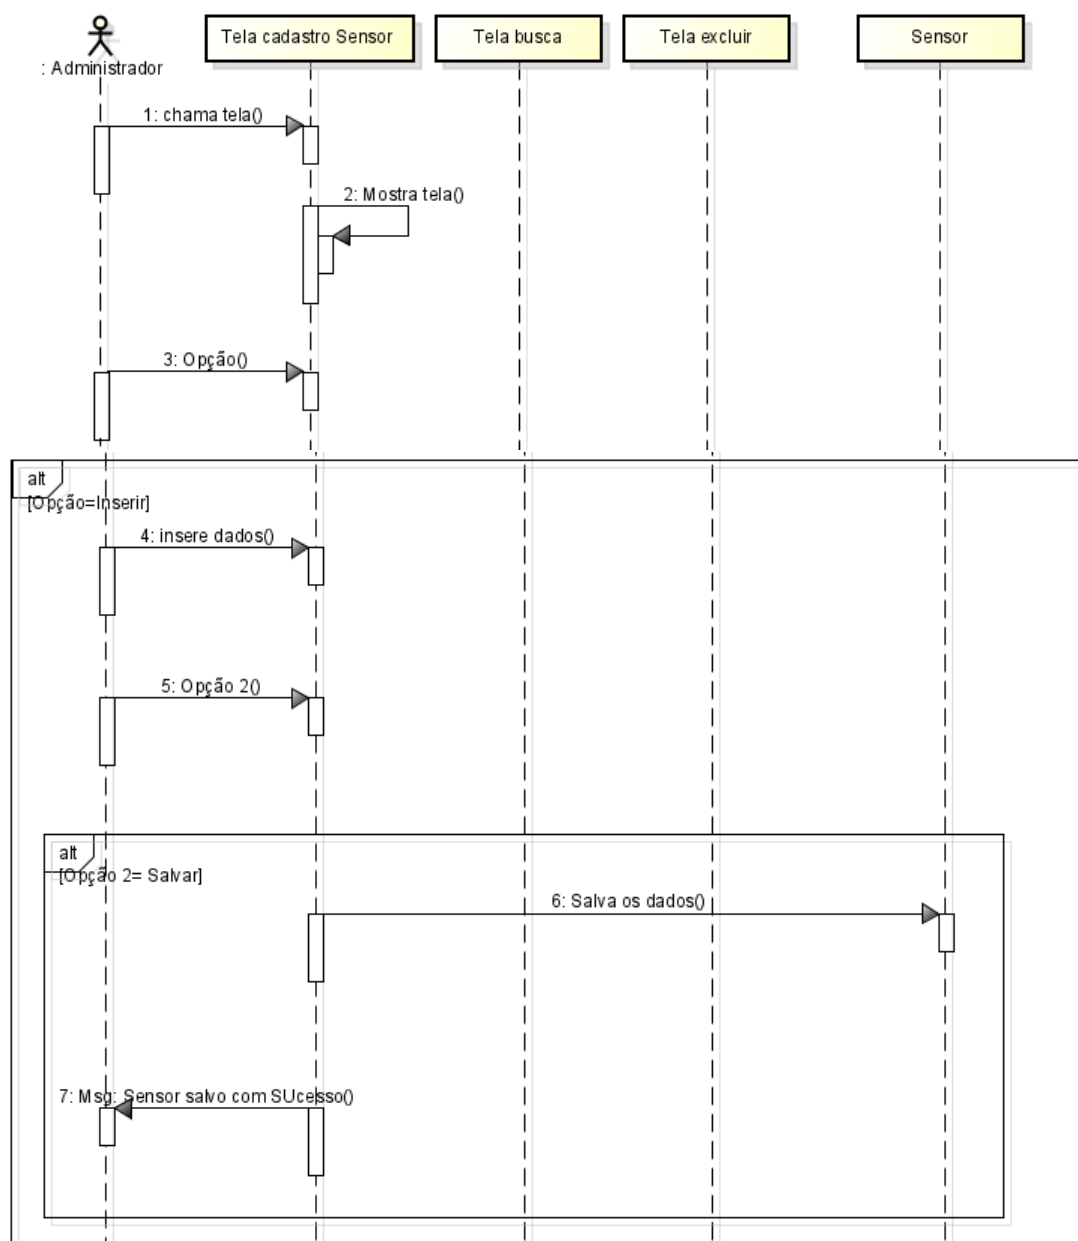 Tela cadastro Sensor
Tela busca
Tela excluir
Sensor
: Administrador
1: chama tela()
2: Mostra tela()
3: Opção()
alt
[Opção=Inserir]
4: insere dados()
5: Opção 2()
alt
[Opção 2= Salvar]
6: Salva os dados()
7: Msg: Sensor salvo com SUcesso()